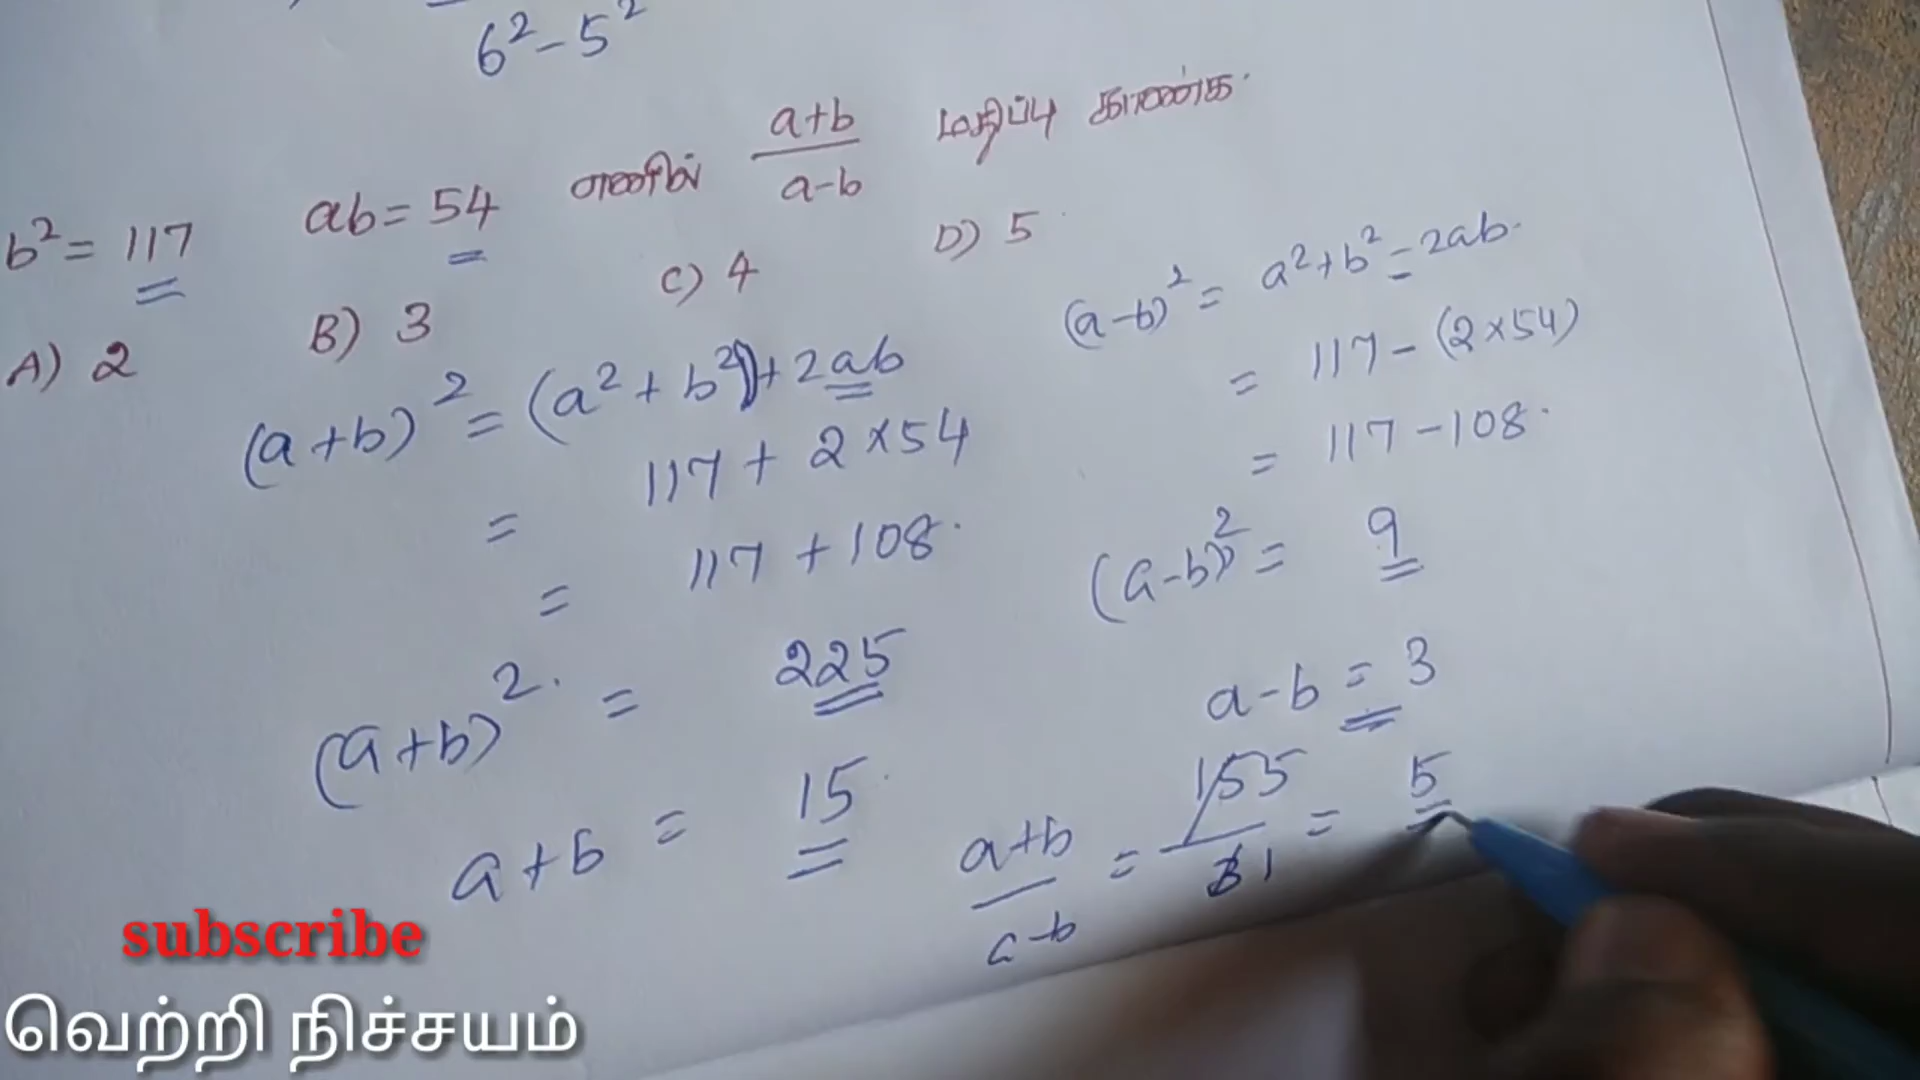 6² - 5²
b² = 117 ab = 54 எனில் a+b / a-b மதிப்பு காண்க.
A) 2 B) 3 C) 4 D) 5
(a+b)² = (a² + b²) + 2ab
= 117 + 2 × 54
= 117 + 108
(a+b)² = 225
a+b = 15
(a-b)² = a² + b² - 2ab
= 117 - (2×54)
= 117 - 108
(a-b)² = 9
a-b = 3
a+b / a-b = 15 5 / 3 1 = 5
subscribe
வெற்றி நிச்சயம்